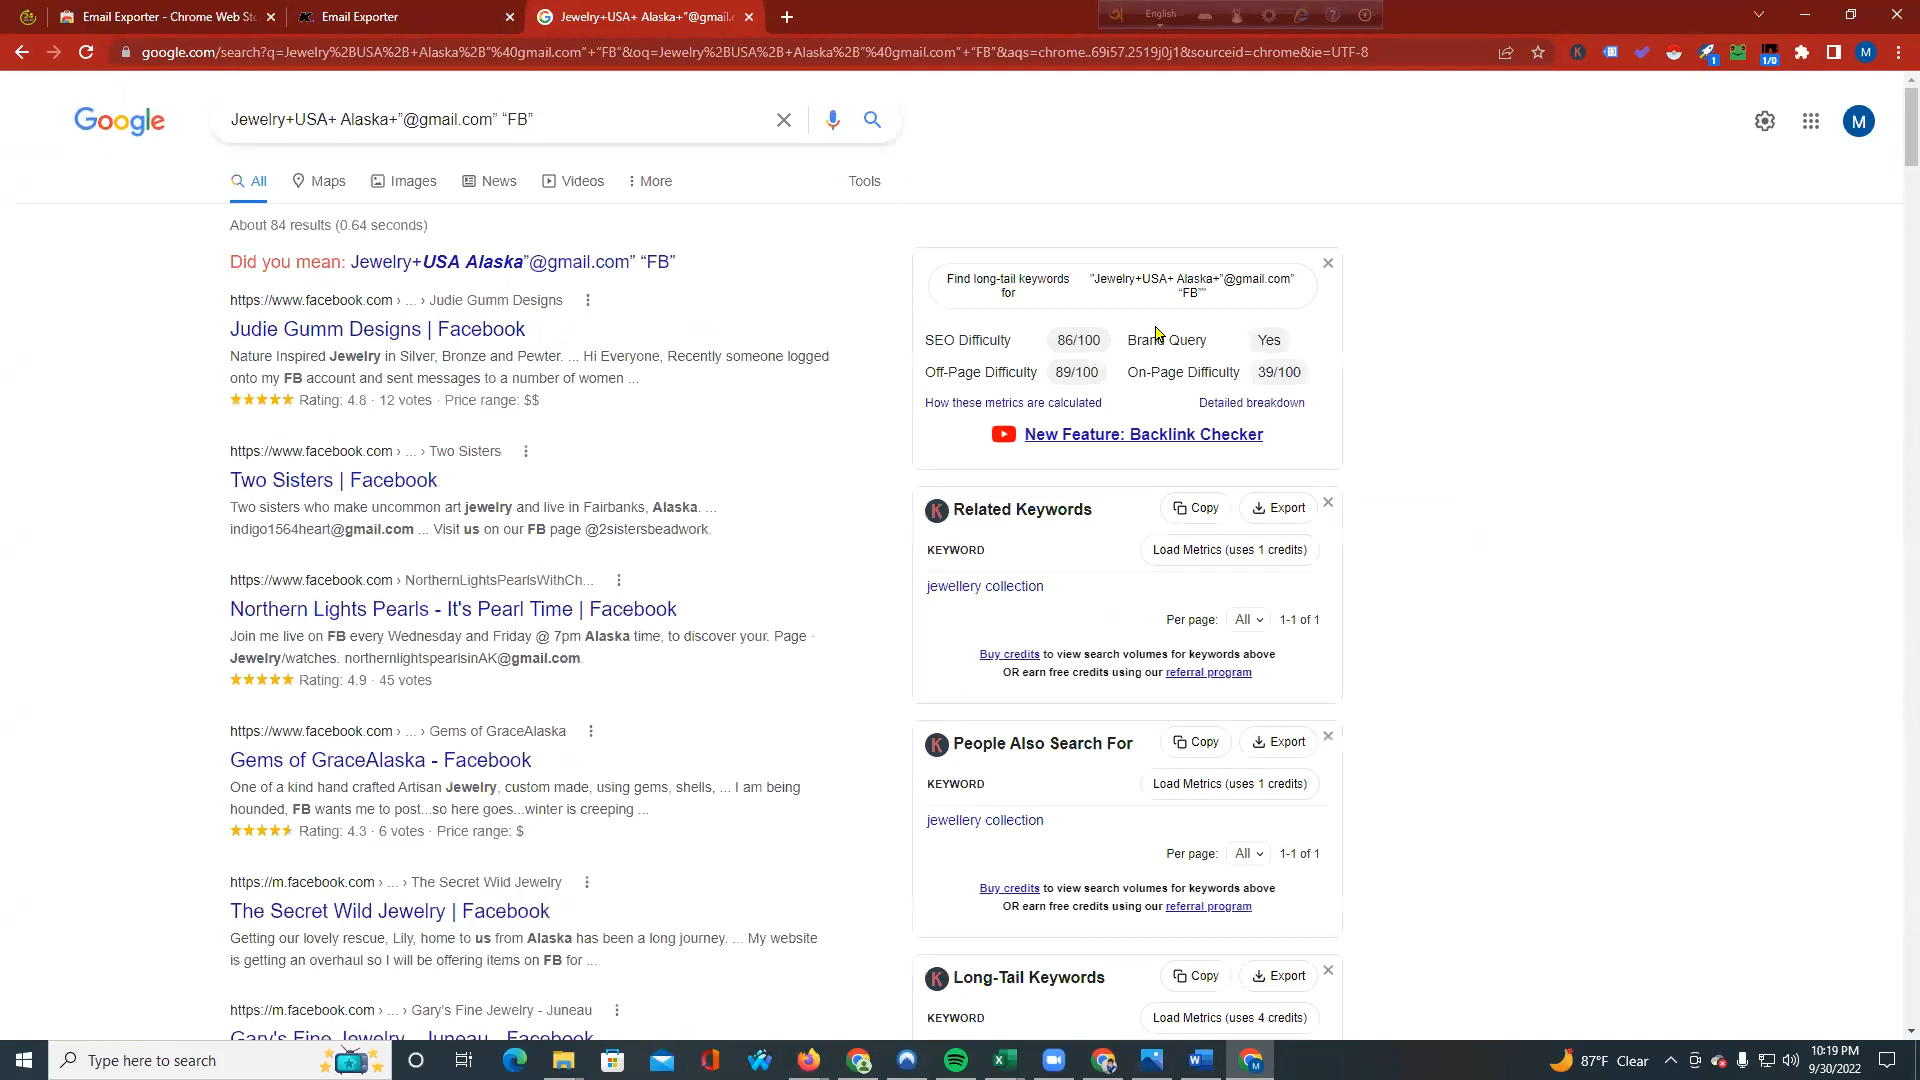 Email Exporter - Chrome Web Sto
Email Exporter
Jewelry+USA+ Alaska+"@gmail.
English
google.com/search?q=Jewelry%2BUSA%2B+Alaska%2B"%40gmail.com"+“FB”&oq=Jewelry%2BUSA%2B+Alaska%2B"%40gmail.com"+“FB”&aqs=chrome..69i57.2519j0j1&sourceid=chrome&ie=UTF-8
1
1/0
M
Google
Jewelry+USA+ Alaska+”@gmail.com” “FB”
M
All
Maps
Images
News
Videos
More
Tools
About 84 results (0.64 seconds)
Did you mean: Jewelry+USA Alaska”@gmail.com” “FB”
https://www.facebook.com › ... › Judie Gumm Designs
Judie Gumm Designs | Facebook
Nature Inspired Jewelry in Silver, Bronze and Pewter. ... Hi Everyone, Recently someone logged
onto my FB account and sent messages to a number of women ...
Rating: 4.8 · 12 votes · Price range: $$
https://www.facebook.com › ... › Two Sisters
Two Sisters | Facebook
Two sisters who make uncommon art jewelry and live in Fairbanks, Alaska. ...
indigo1564heart@gmail.com ... Visit us on our FB page @2sistersbeadwork.
https://www.facebook.com › NorthernLightsPearlsWithCh...
Northern Lights Pearls - It's Pearl Time | Facebook
Join me live on FB every Wednesday and Friday @ 7pm Alaska time, to discover your. Page ·
Jewelry/watches. northernlightspearlsinAK@gmail.com.
Rating: 4.9 · 45 votes
https://www.facebook.com › ... › Gems of GraceAlaska
Gems of GraceAlaska - Facebook
One of a kind hand crafted Artisan Jewelry, custom made, using gems, shells, ... I am being
hounded, FB wants me to post...so here goes...winter is creeping ...
Rating: 4.3 · 6 votes · Price range: $
https://m.facebook.com › ... › The Secret Wild Jewelry
The Secret Wild Jewelry | Facebook
Getting our lovely rescue, Lily, home to us from Alaska has been a long journey. ... My website
is getting an overhaul so I will be offering items on FB for ...
https://m.facebook.com › ... › Gary's Fine Jewelry - Juneau
Gary's Fine Jewelry - Juneau - Facebook
Find long-tail keywords for
"Jewelry+USA+ Alaska+”@gmail.com” “FB”"
SEO Difficulty 86/100 Brand Query Yes
Off-Page Difficulty 89/100 On-Page Difficulty 39/100
How these metrics are calculated Detailed breakdown
New Feature: Backlink Checker
K Related Keywords Copy Export
KEYWORD Load Metrics (uses 1 credits)
jewellery collection
Per page: All 1-1 of 1
Buy credits to view search volumes for keywords above
OR earn free credits using our referral program
K People Also Search For Copy Export
KEYWORD Load Metrics (uses 1 credits)
jewellery collection
Per page: All 1-1 of 1
Buy credits to view search volumes for keywords above
OR earn free credits using our referral program
K Long-Tail Keywords Copy Export
KEYWORD Load Metrics (uses 4 credits)
Type here to search
87°F Clear
10:19 PM
9/30/2022